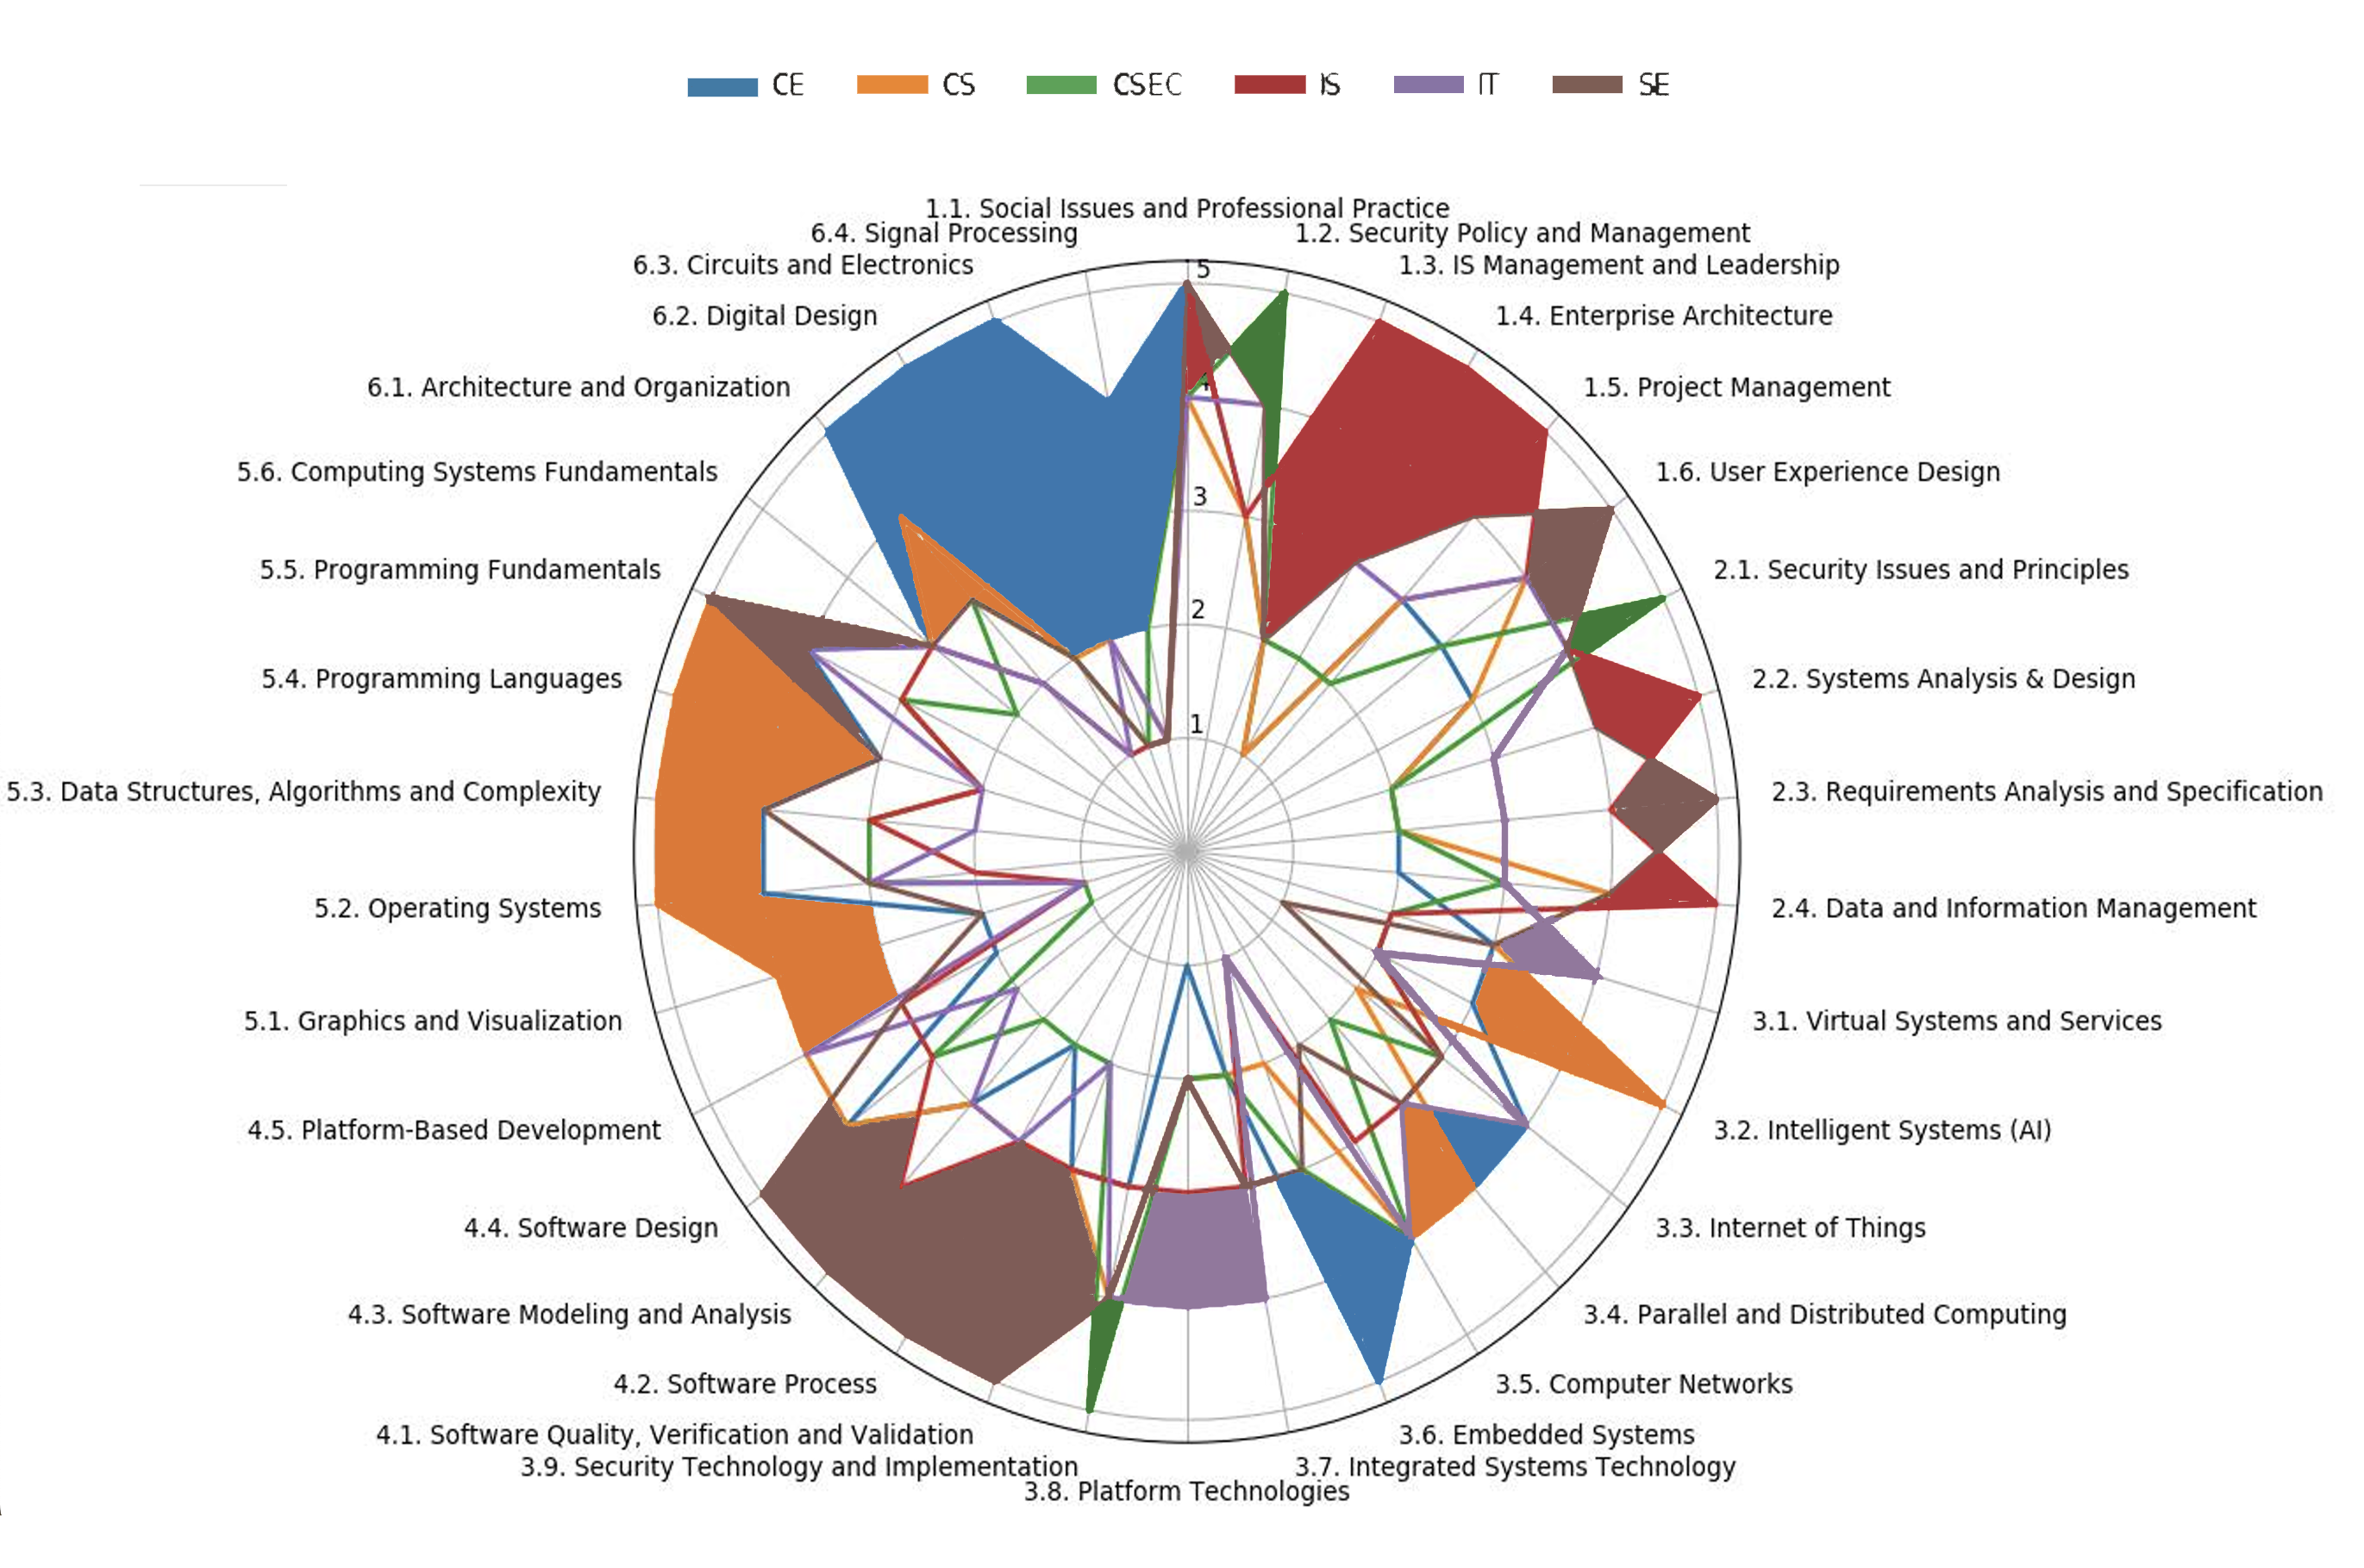 CE CS CSEC IS IT SE
1.1. Social Issues and Professional Practice
6.4. Signal Processing
1.2. Security Policy and Management
6.3. Circuits and Electronics
1.3. IS Management and Leadership
5
6.2. Digital Design
1.4. Enterprise Architecture
4
6.1. Architecture and Organization
1.5. Project Management
5.6. Computing Systems Fundamentals
1.6. User Experience Design
3
5.5. Programming Fundamentals
2.1. Security Issues and Principles
2
5.4. Programming Languages
2.2. Systems Analysis & Design
1
5.3. Data Structures, Algorithms and Complexity
2.3. Requirements Analysis and Specification
5.2. Operating Systems
2.4. Data and Information Management
5.1. Graphics and Visualization
3.1. Virtual Systems and Services
4.5. Platform-Based Development
3.2. Intelligent Systems (AI)
4.4. Software Design
3.3. Internet of Things
4.3. Software Modeling and Analysis
3.4. Parallel and Distributed Computing
4.2. Software Process
3.5. Computer Networks
4.1. Software Quality, Verification and Validation
3.6. Embedded Systems
3.9. Security Technology and Implementation
3.7. Integrated Systems Technology
3.8. Platform Technologies